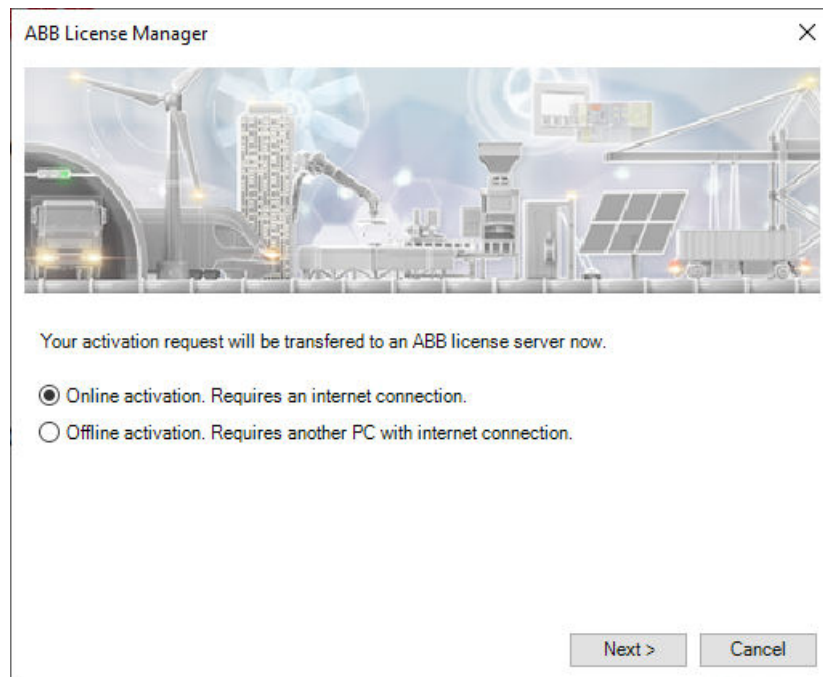 ABB License Manager
Your activation request will be transfered to an ABB license server now.
Online activation. Requires an internet connection.
Offline activation. Requires another PC with internet connection.
Next >
Cancel